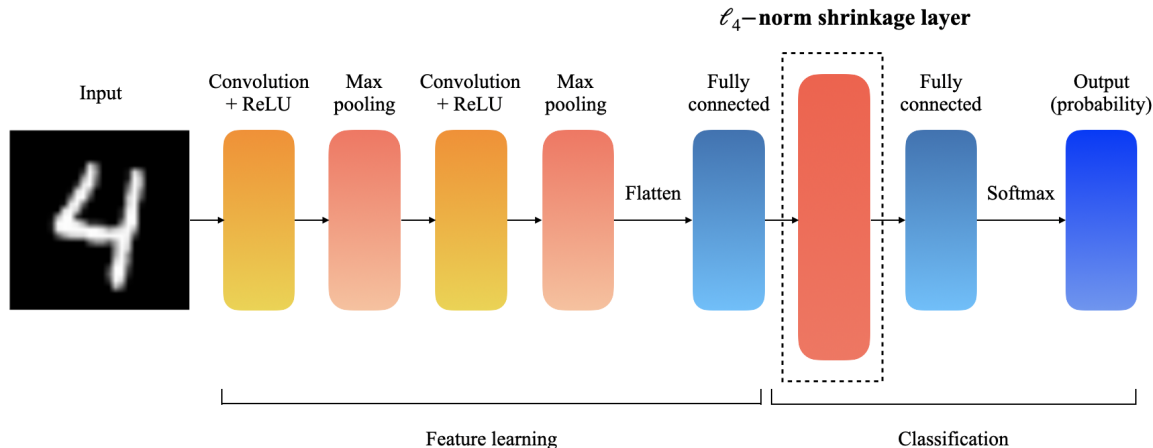 ℓ₄–norm shrinkage layer
Input
Convolution
+ ReLU
Max
pooling
Convolution
+ ReLU
Max
pooling
Fully
connected
Fully
connected
Output
(probability)
4
Flatten
Softmax
Feature learning
Classification